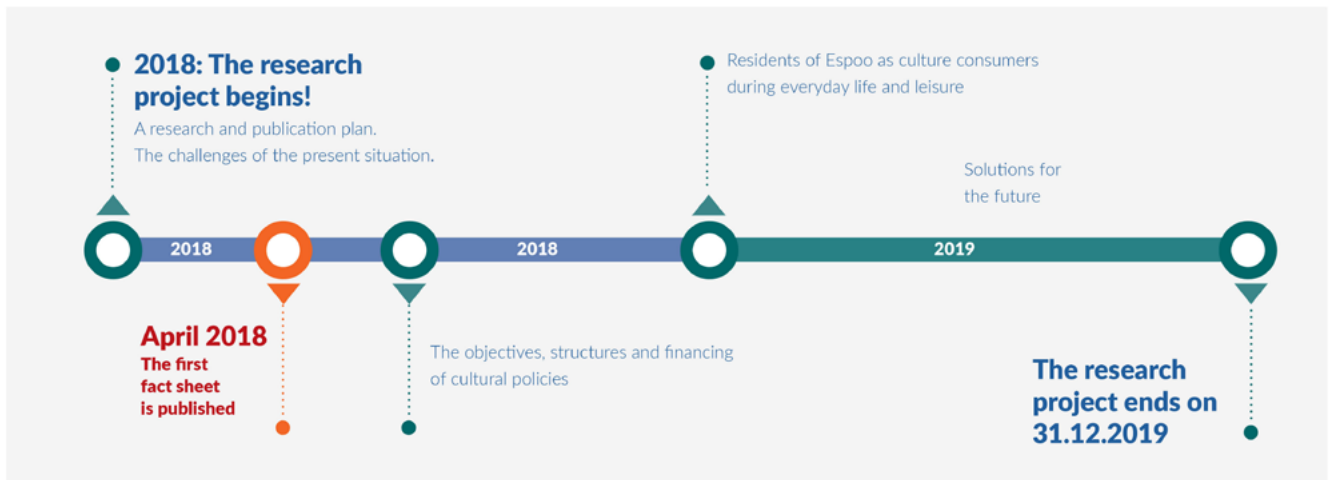 2018: The research
project begins!
A research and publication plan.
The challenges of the present situation.
Residents of Espoo as culture consumers
during everyday life and leisure
Solutions for
the future
2018
2018
2019
April 2018
The first
fact sheet
is published
The objectives, structures and financing
of cultural policies
The research
project ends on
31.12.2019